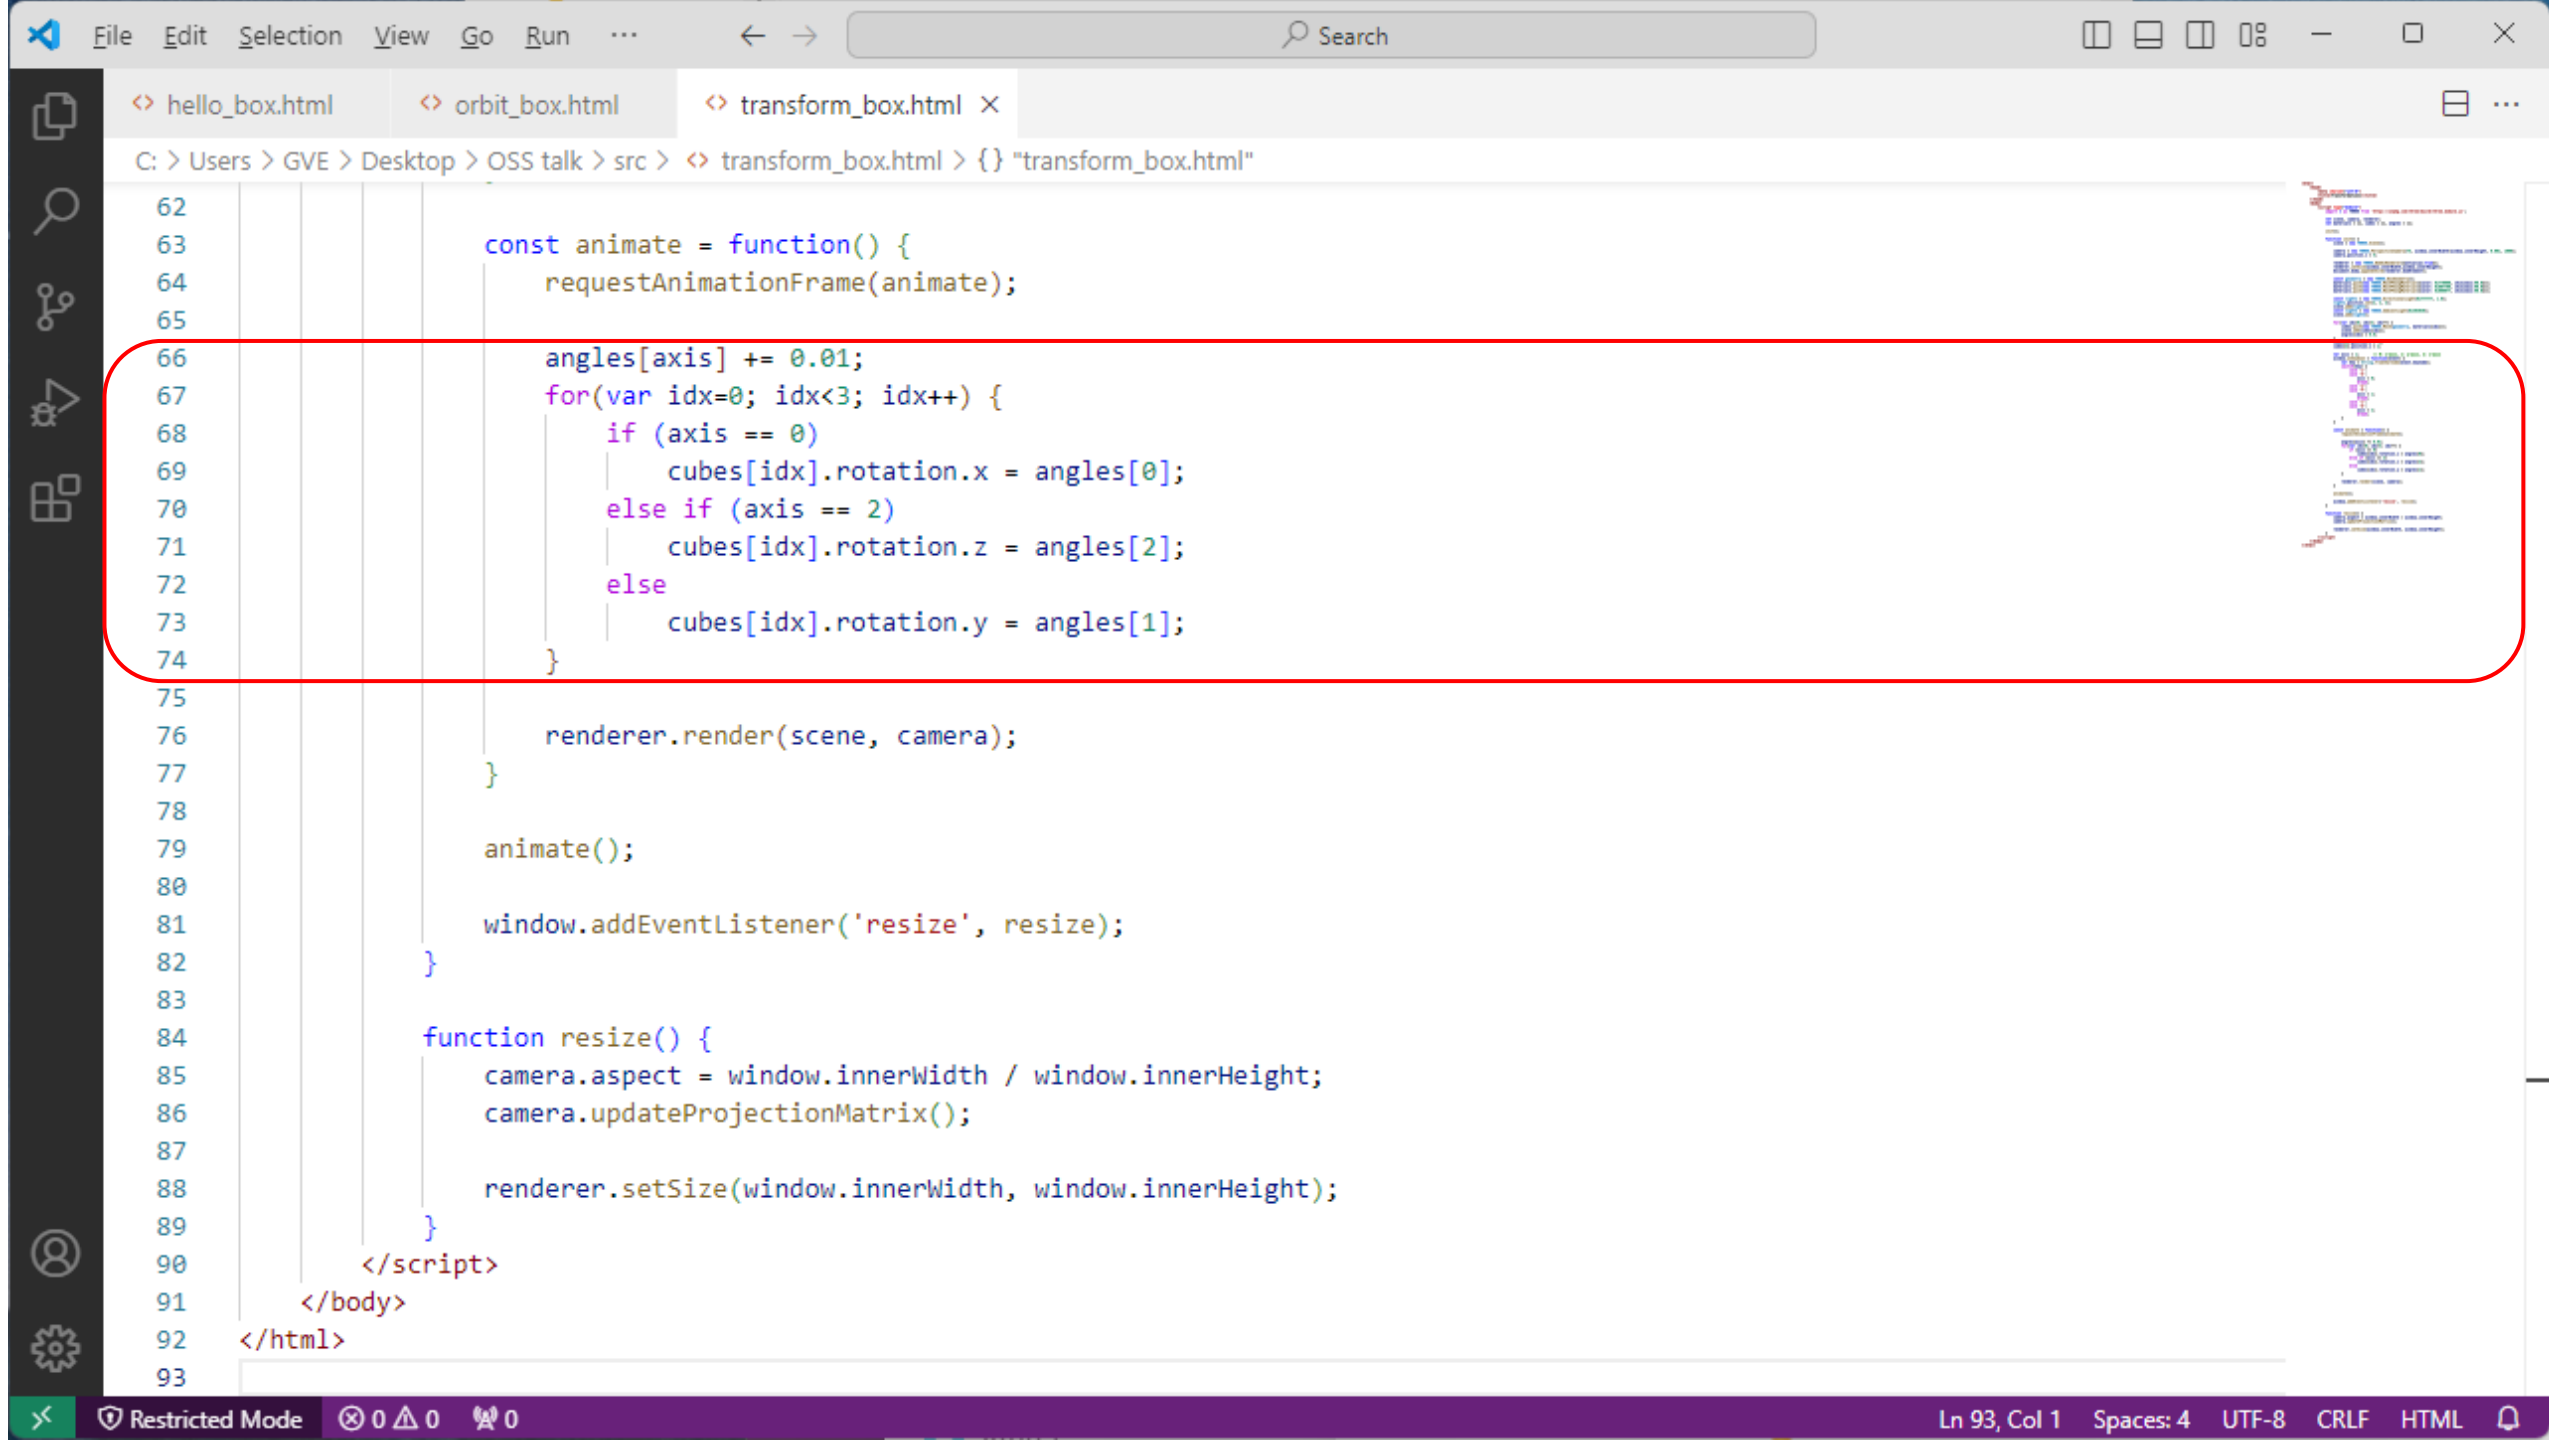 File Edit Selection View Go Run ··· Search
hello_box.html orbit_box.html transform_box.html
C: > Users > GVE > Desktop > OSS talk > src > <> transform_box.html > {} "transform_box.html"
62
63 const animate = function() {
64 requestAnimationFrame(animate);
65
66 angles[axis] += 0.01;
67 for(var idx=0; idx<3; idx++) {
68 if (axis == 0)
69 cubes[idx].rotation.x = angles[0];
70 else if (axis == 2)
71 cubes[idx].rotation.z = angles[2];
72 else
73 cubes[idx].rotation.y = angles[1];
74 }
75
76 renderer.render(scene, camera);
77 }
78
79 animate();
80
81 window.addEventListener('resize', resize);
82 }
83
84 function resize() {
85 camera.aspect = window.innerWidth / window.innerHeight;
86 camera.updateProjectionMatrix();
87
88 renderer.setSize(window.innerWidth, window.innerHeight);
89 }
90 </script>
91 </body>
92 </html>
93
Restricted Mode 0 0 0 Ln 93, Col 1 Spaces: 4 UTF-8 CRLF HTML